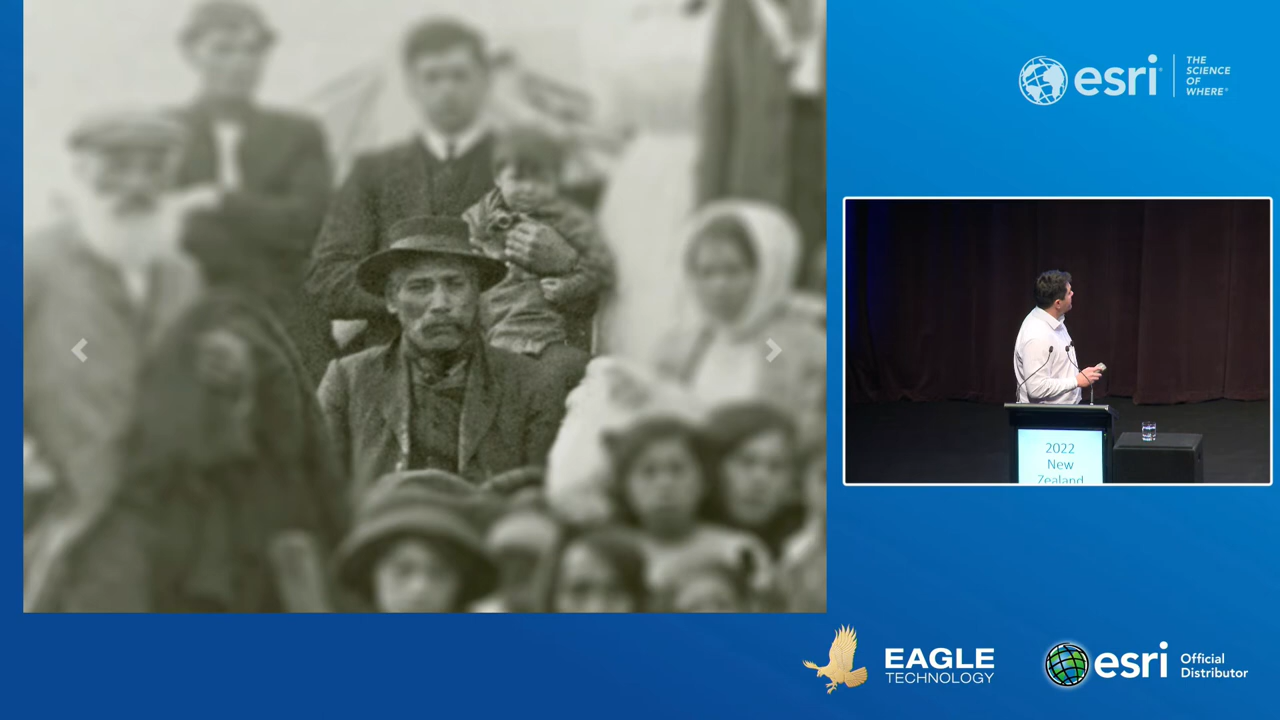 esri
THE
SCIENCE
OF
WHERE®
2022
New
Zealand
EAGLE
TECHNOLOGY
esri
Official
Distributor